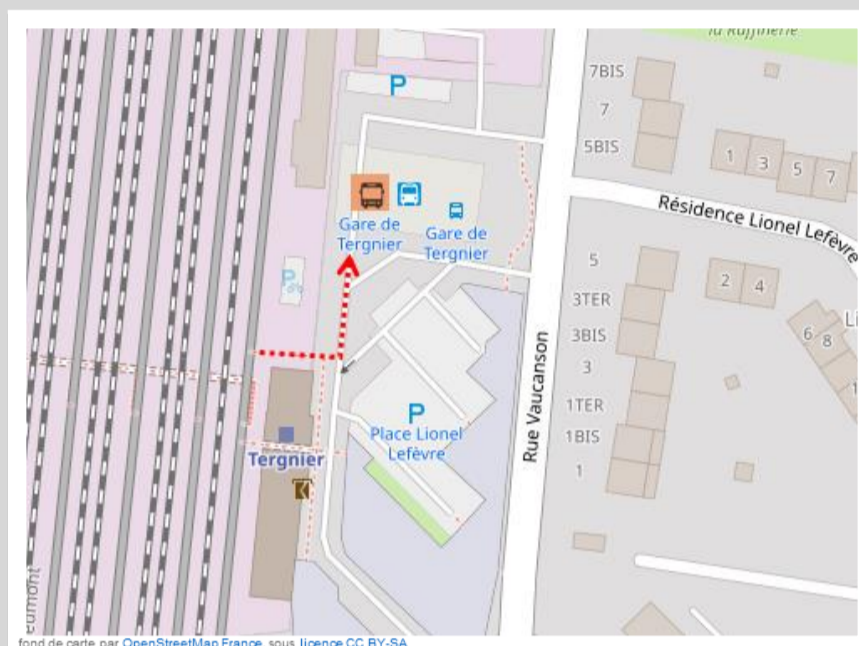 la Raffinerie
7BIS
P
7
5BIS
1
3
5
7
Gare de
Tergnier
Gare de
Tergnier
Résidence Lionel Lefèvre
P
5
2
4
3TER
3BIS
6
8
Li
3
Rue Vaucanson
1TER
P
Place Lionel
Lefèvre
1BIS
Tergnier
1
eumont
fond de carte par OpenStreetMap France, sous licence CC BY-SA